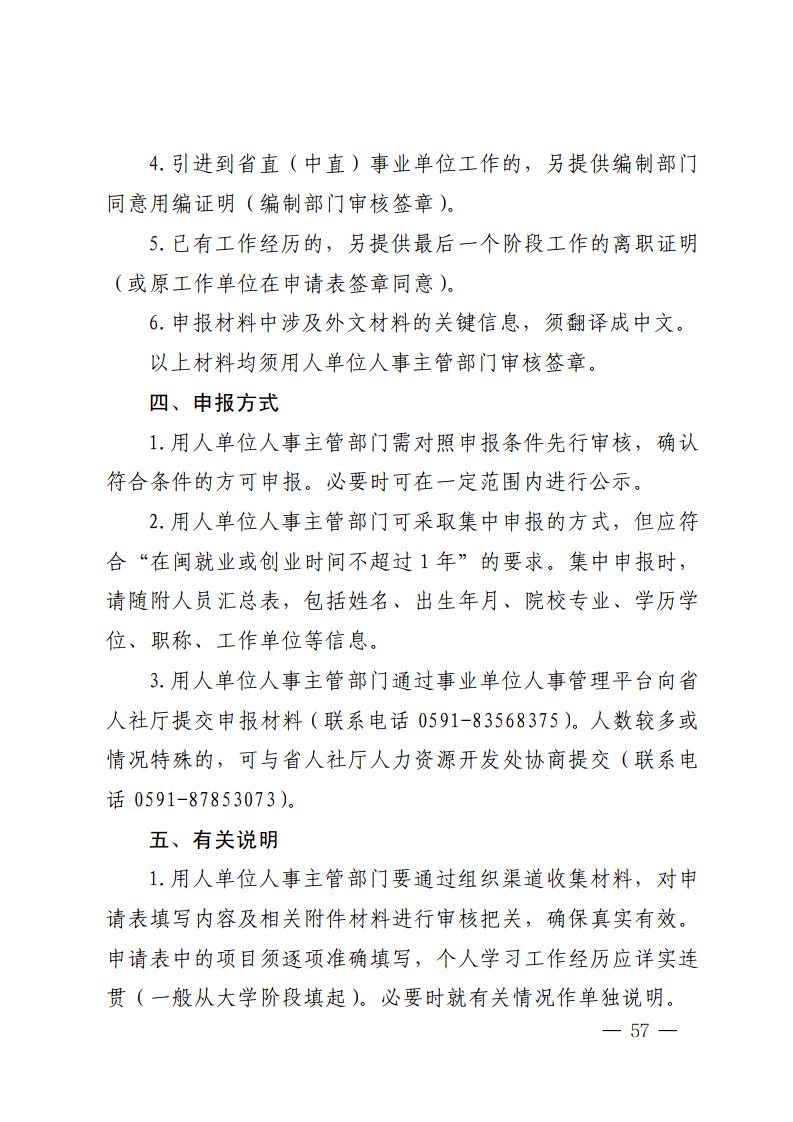 4. 引进到省直（中直）事业单位工作的，另提供编制部门
同意用编证明（编制部门审核签章）。
5. 已有工作经历的，另提供最后一个阶段工作的离职证明
（或原工作单位在申请表签章同意）。
6. 申报材料中涉及外文材料的关键信息，须翻译成中文。
以上材料均须用人单位人事主管部门审核签章。
四、申报方式
1. 用人单位人事主管部门需对照申报条件先行审核，确认
符合条件的方可申报。必要时可在一定范围内进行公示。
2. 用人单位人事主管部门可采取集中申报的方式，但应符
合“在闽就业或创业时间不超过 1 年”的要求。集中申报时，
请随附人员汇总表，包括姓名、出生年月、院校专业、学历学
位、职称、工作单位等信息。
3. 用人单位人事主管部门通过事业单位人事管理平台向省
人社厅提交申报材料（联系电话 0591-83568375）。人数较多或
情况特殊的，可与省人社厅人力资源开发处协商提交（联系电
话 0591-87853073）。
五、有关说明
1. 用人单位人事主管部门要通过组织渠道收集材料，对申
请表填写内容及相关附件材料进行审核把关，确保真实有效。
申请表中的项目须逐项准确填写，个人学习工作经历应详实连
贯（一般从大学阶段填起）。必要时就有关情况作单独说明。
— 57 —